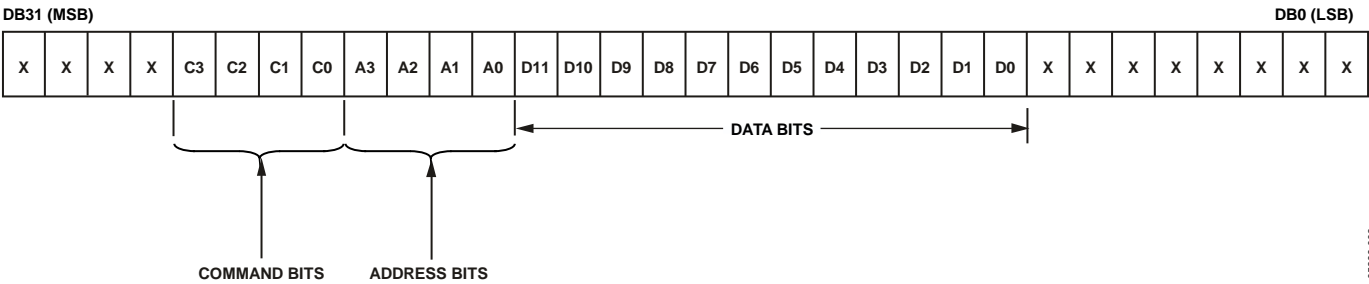 DB31 (MSB) DB0 (LSB)
X X X X C3 C2 C1 C0 A3 A2 A1 A0 D11 D10 D9 D8 D7 D6 D5 D4 D3 D2 D1 D0 X X X X X X X X
DATA BITS
COMMAND BITS ADDRESS BITS